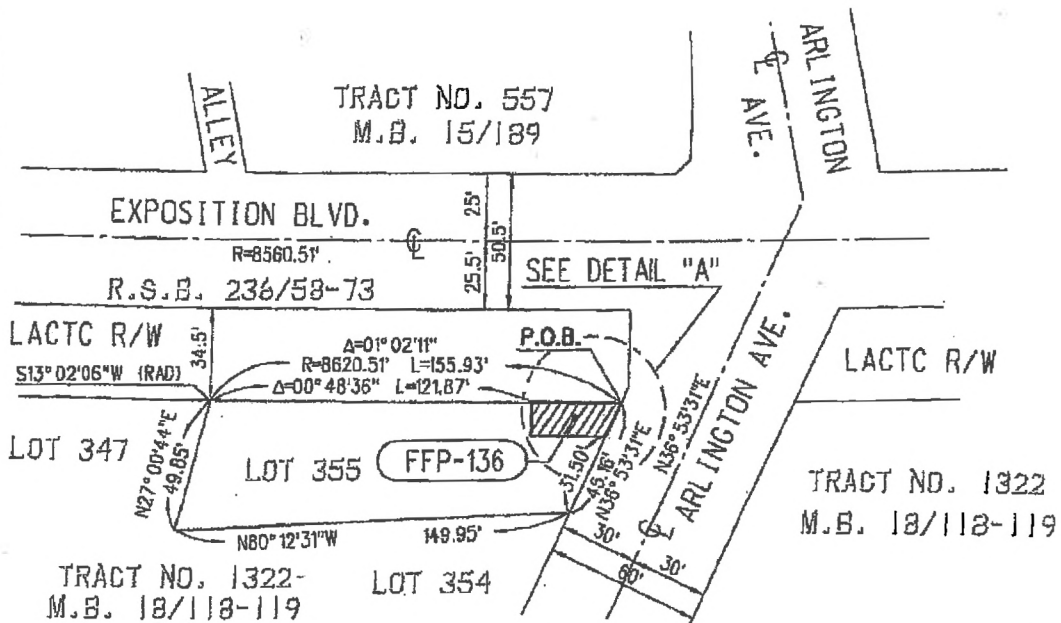 TRACT NO. 557
M.B. 15/189
ALLEY
ARLINGTON
AVE.
℄
EXPOSITION BLVD.
25'
50.5'
25.5'
℄
R=8560.51'
R.S.B. 236/58-73
SEE DETAIL "A"
LACTC R/W
34.5'
Δ=01°02'11"
R=8620.51' L=155.93'
Δ=00°48'36" L=121.87'
P.O.B.
S13°02'06"W (RAD)
LACTC R/W
LOT 347
N27°00'44"E
49.85'
LOT 355
FFP-136
31.50'
45.16'
N36°53'31"E
N36°53'31"E
ARLINGTON AVE.
℄
N80°12'31"W
149.95'
30'
30'
60'
TRACT NO. 1322
M.B. 18/118-119
TRACT NO. 1322-
M.B. 18/118-119
LOT 354